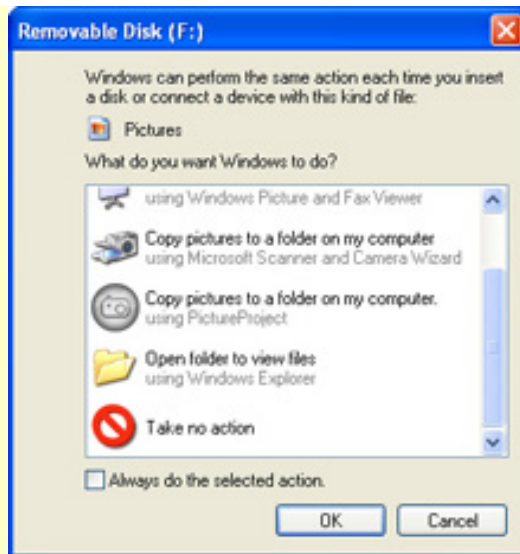 Removable Disk (F:)
Windows can perform the same action each time you insert
a disk or connect a device with this kind of file:
Pictures
What do you want Windows to do?
using Windows Picture and Fax Viewer
Copy pictures to a folder on my computer
using Microsoft Scanner and Camera Wizard
Copy pictures to a folder on my computer.
using PictureProject
Open folder to view files
using Windows Explorer
Take no action
Always do the selected action.
OK
Cancel